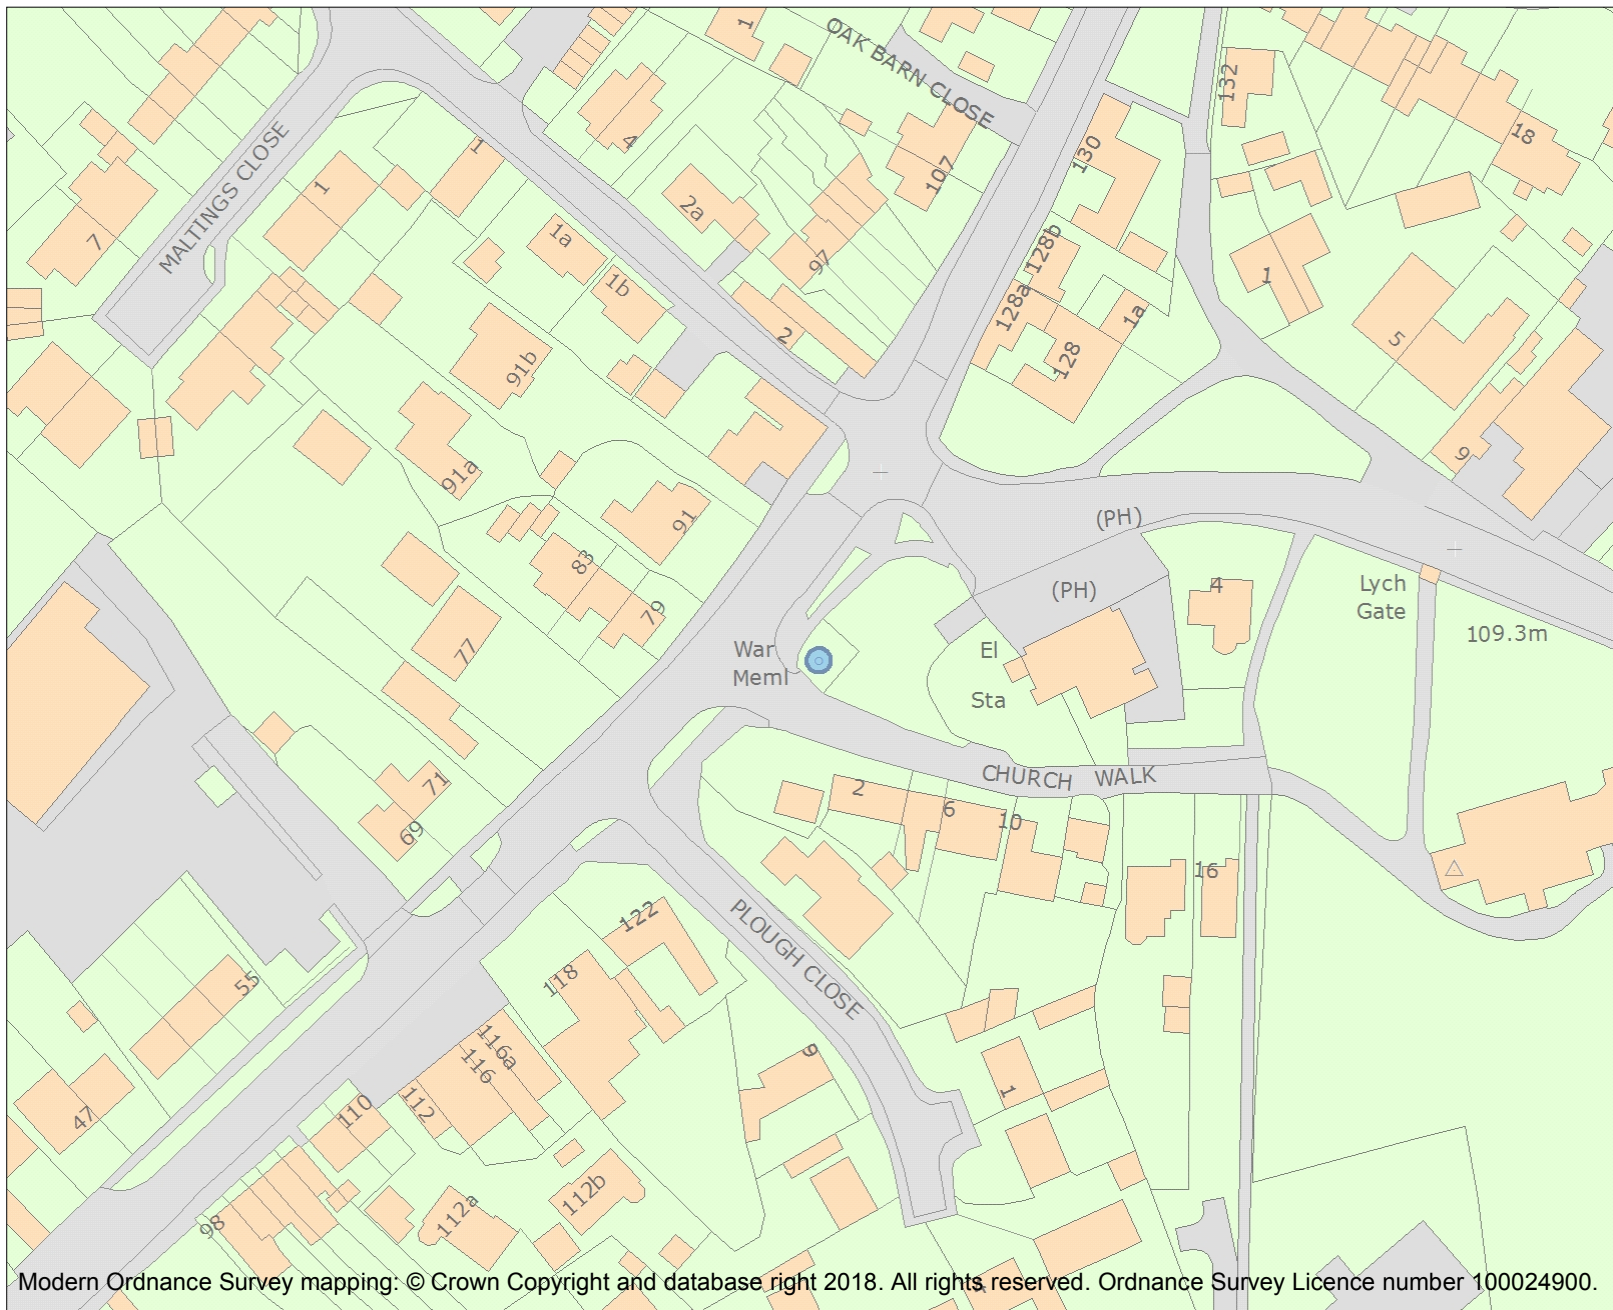 1
OAK BARN CLOSE
132
18
4
107
130
MALTINGS CLOSE
1
1
7
2a
97
1a
1b
2
128b
128a
128
1a
1
5
9
91b
91a
91
83
79
77
(PH)
(PH)
4
Lych
Gate
109.3m
War
Meml
El
Sta
CHURCH WALK
71
69
2
6
10
16
122
118
PLOUGH CLOSE
55
116a
116
112
110
47
9
1
98
112a
112b
4
Modern Ordnance Survey mapping: © Crown Copyright and database right 2018. All rights reserved. Ordnance Survey Licence number 100024900.